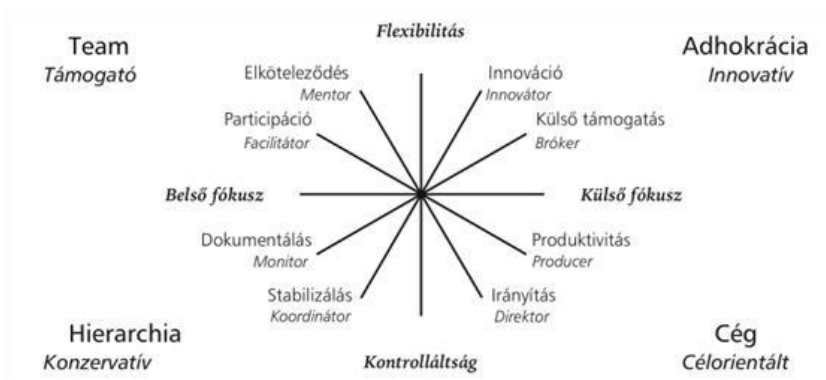 Flexibilitás
Team
Támogató
Adhokrácia
Innovatív
Elköteleződés
Mentor
Innováció
Innovátor
Participáció
Facilitátor
Külső támogatás
Bróker
Belső fókusz
Külső fókusz
Dokumentálás
Monitor
Produktivitás
Producer
Stabilizálás
Koordinátor
Irányítás
Direktor
Hierarchia
Konzervatív
Kontrolláltság
Cég
Célorientált